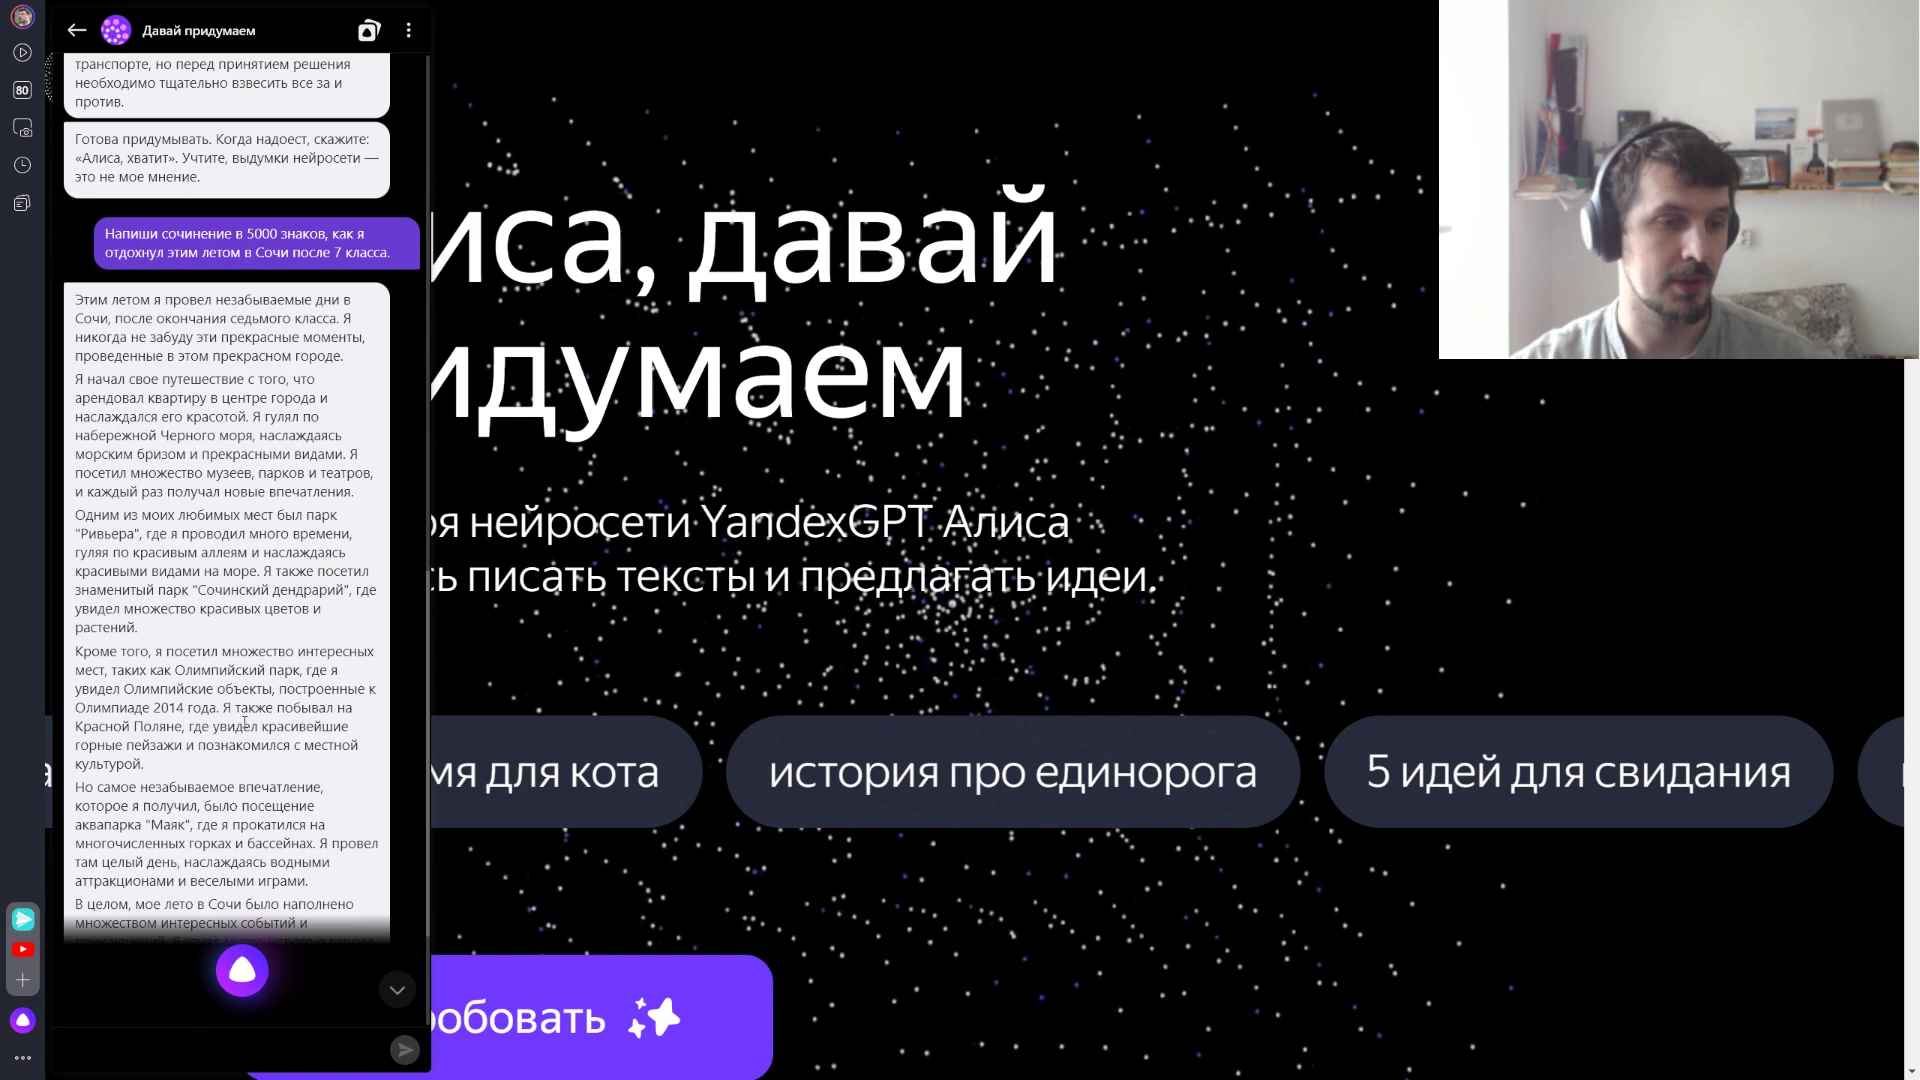 Давай придумаем
80
транспорте, но перед принятием решения
необходимо тщательно взвесить все за и
против.
Готова придумывать. Когда надоест, скажите:
«Алиса, хватит». Учтите, выдумки нейросети —
это не мое мнение.
Напиши сочинение в 5000 знаков, как я
отдохнул этим летом в Сочи после 7 класса.
Этим летом я провел незабываемые дни в
Сочи, после окончания седьмого класса. Я
никогда не забуду эти прекрасные моменты,
проведенные в этом прекрасном городе.
Я начал свое путешествие с того, что
арендовал квартиру в центре города и
наслаждался его красотой. Я гулял по
набережной Черного моря, наслаждаясь
морским бризом и прекрасными видами. Я
посетил множество музеев, парков и театров,
и каждый раз получал новые впечатления.
Одним из моих любимых мест был парк
"Ривьера", где я проводил много времени,
гуляя по красивым аллеям и наслаждаясь
красивыми видами на море. Я также посетил
знаменитый парк "Сочинский дендрарий", где
увидел множество красивых цветов и
растений.
Кроме того, я посетил множество интересных
мест, таких как Олимпийский парк, где я
увидел Олимпийские объекты, построенные к
Олимпиаде 2014 года. Я также побывал на
Красной Поляне, где увидел красивейшие
горные пейзажи и познакомился с местной
культурой.
Но самое незабываемое впечатление,
которое я получил, было посещение
аквапарка "Маяк", где я прокатился на
многочисленных горках и бассейнах. Я провел
там целый день, наслаждаясь водными
аттракционами и веселыми играми.
В целом, мое лето в Сочи было наполнено
множеством интересных событий и
иса, давай
идумаем
ря нейросети YandexGPT Алиса
сь писать тексты и предлагать идеи.
мя для кота
история про единорога
5 идей для свидания
робовать